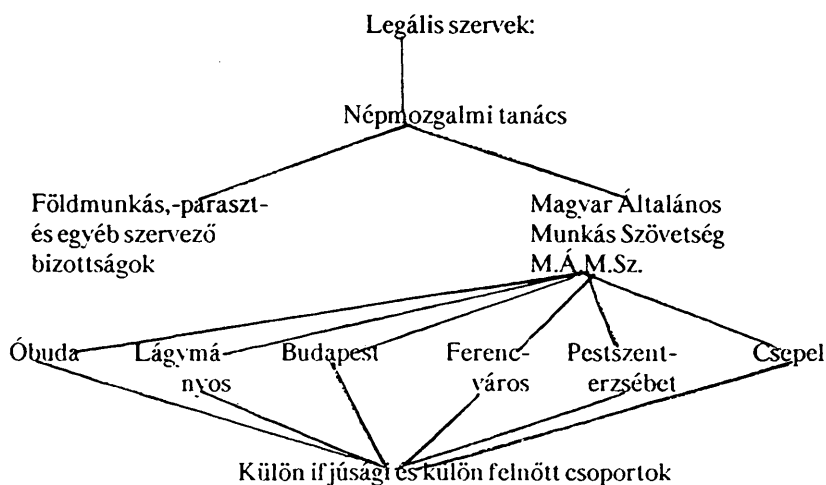 Legális szervek:
Népmozgalmi tanács
Földmunkás,-paraszt-
és egyéb szervező
bizottságok
Magyar Általános
Munkás Szövetség
M.Á.M.Sz.
Óbuda
Lágymá-
nyos
Budapest
Ferenc-
város
Pestszent-
erzsébet
Csepel
Külön ifjúsági és külön felnőtt csoportok